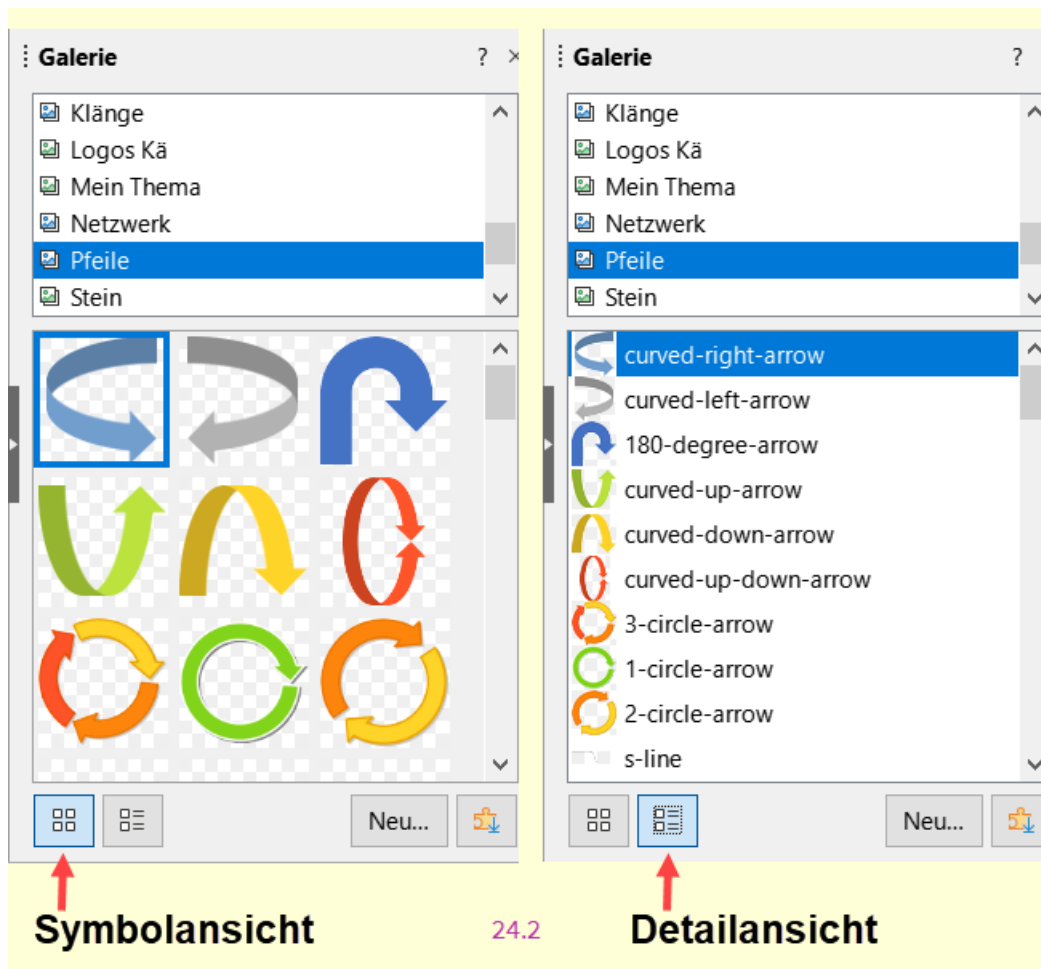 Galerie ?
Klänge
Logos Kä
Mein Thema
Netzwerk
Pfeile
Stein
Neu...
Symbolansicht
24.2
Galerie ?
Klänge
Logos Kä
Mein Thema
Netzwerk
Pfeile
Stein
curved-right-arrow
curved-left-arrow
180-degree-arrow
curved-up-arrow
curved-down-arrow
curved-up-down-arrow
3-circle-arrow
1-circle-arrow
2-circle-arrow
s-line
Neu...
Detailansicht